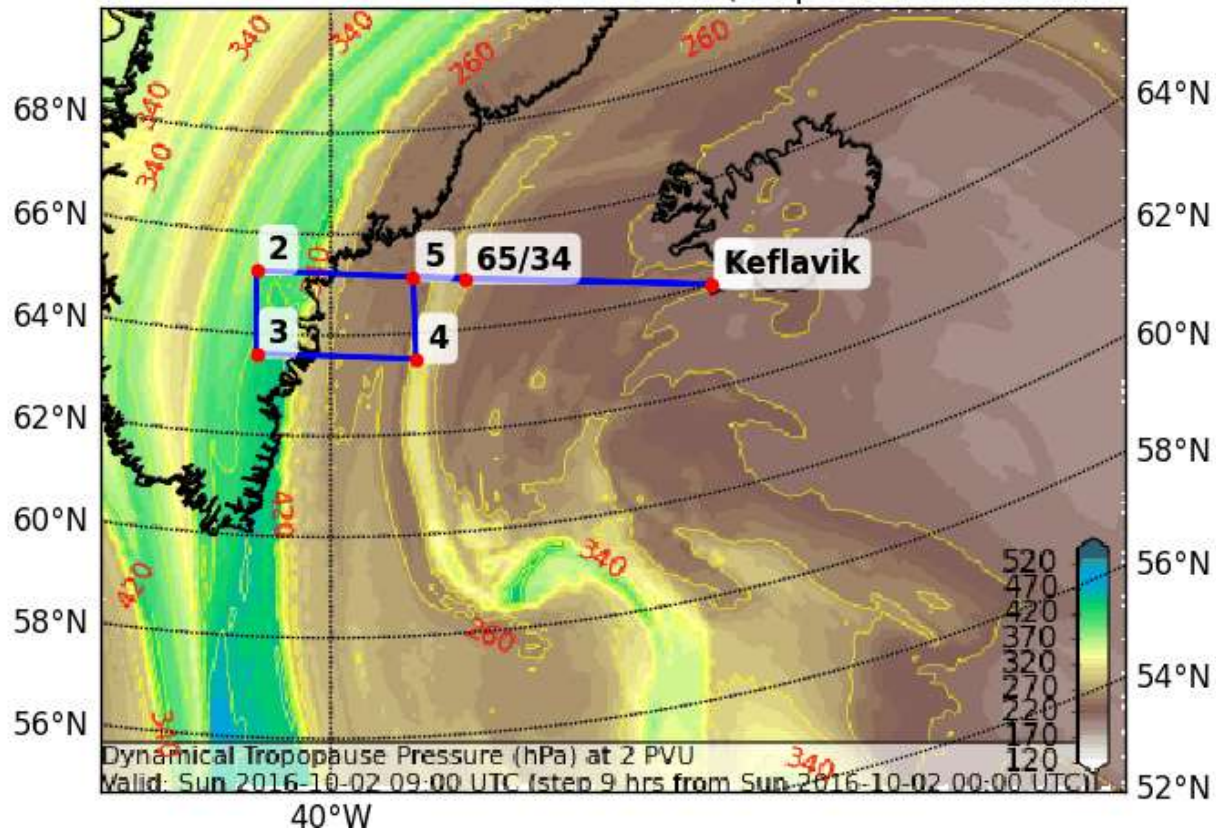 340
340
260
260
68°N
64°N
340
340
66°N
62°N
2
5
65/34
Keflavik
64°N
60°N
3
4
62°N
58°N
60°N
420
56°N
340
520
470
420
370
320
270
220
170
120
420
58°N
260
54°N
56°N
340
Dynamical Tropopause Pressure (hPa) at 2 PVU
Valid: Sun 2016-10-02 09:00 UTC (step 9 hrs from Sun 2016-10-02 00:00 UTC)
52°N
40°W